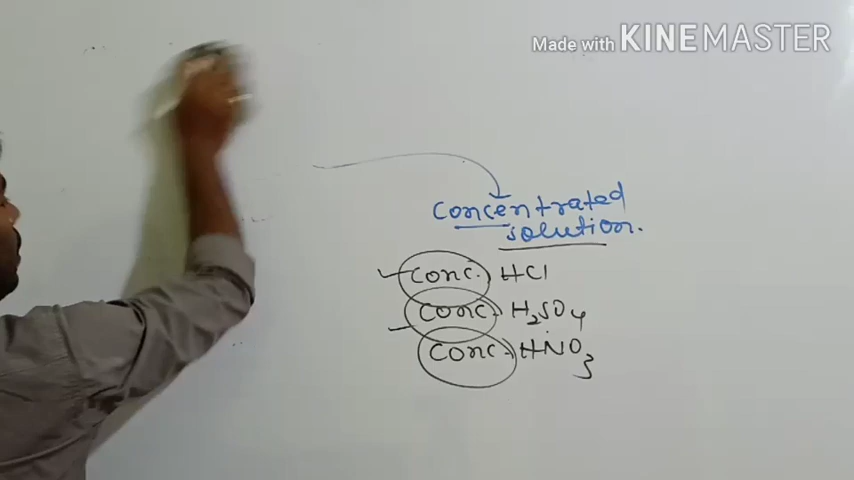 Made with KINEMASTER
Concentrated
solution.
Conc. HCl
Conc. H₂SO₄
Conc. HNO₃